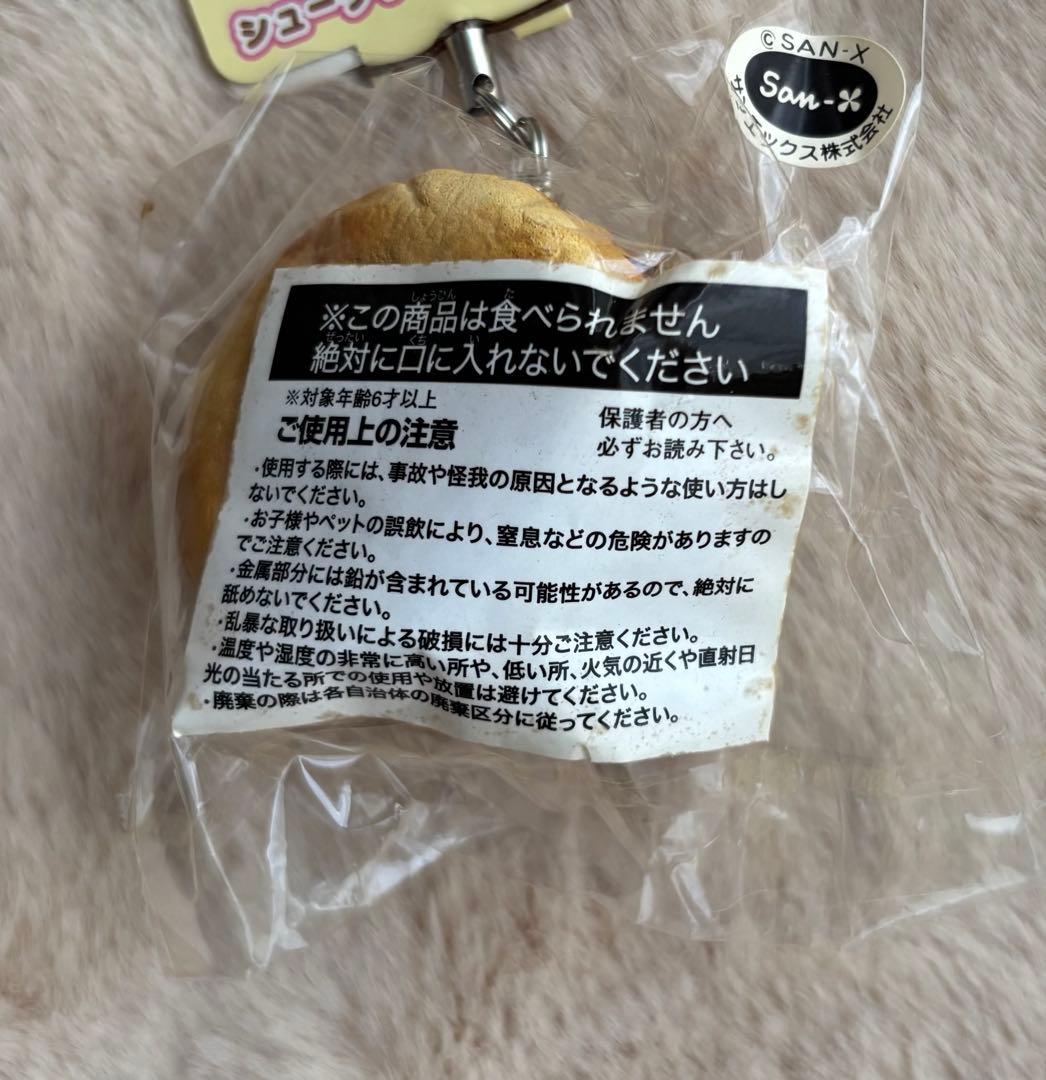 シュー
©SAN-X
San-X
サンエックス株式会社
※この商品は食べられません
絶対に口に入れないでください
※対象年齢6才以上
ご使用上の注意
保護者の方へ
必ずお読み下さい。
・使用する際には、事故や怪我の原因となるような使い方はし
ないでください。
・お子様やペットの誤飲により、窒息などの危険がありますの
でご注意ください。
・金属部分には鉛が含まれている可能性があるので、絶対に
舐めないでください。
・乱暴な取り扱いによる破損には十分ご注意ください。
・温度や湿度の非常に高い所や、低い所、火気の近くや直射日
光の当たる所での使用や放置は避けてください。
・廃棄の際は各自治体の廃棄区分に従ってください。